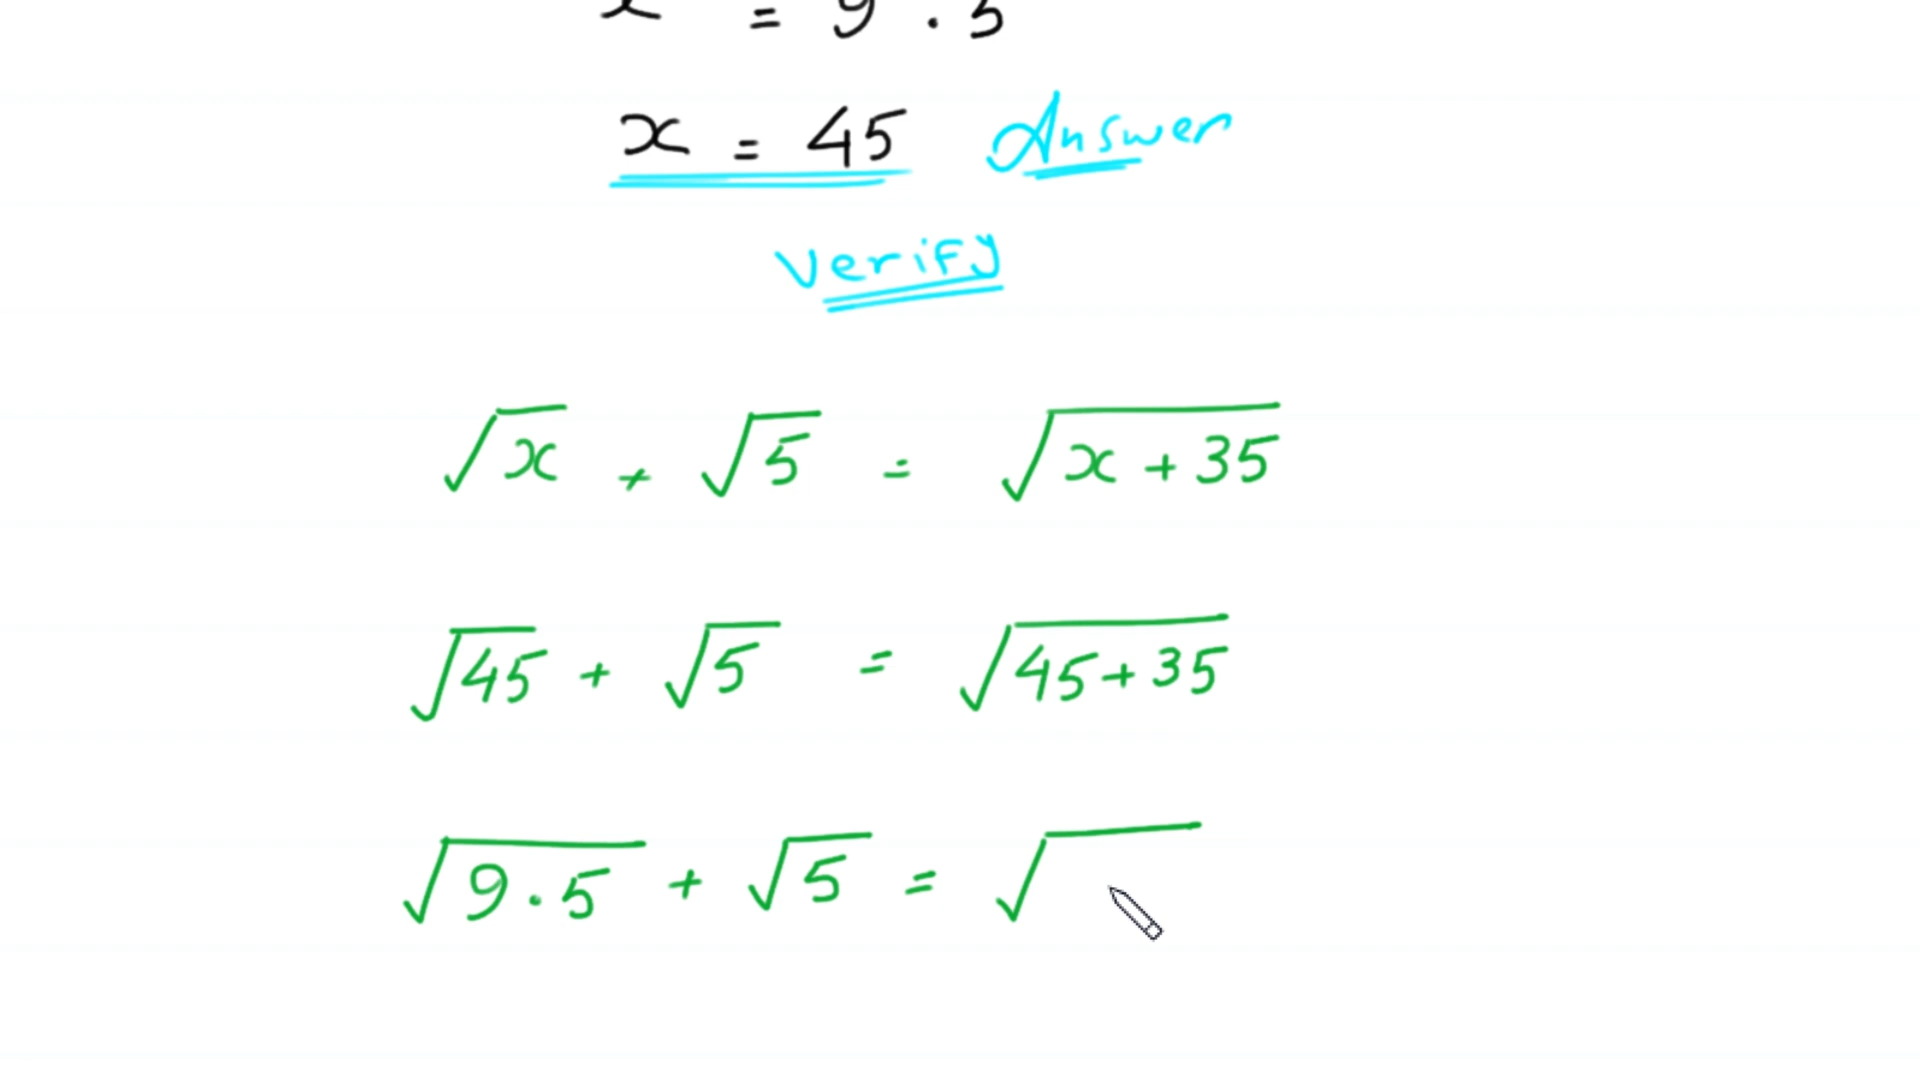 x = 9 . 5
x = 45 Answer
Verify
√x + √5 = √(x + 35)
√45 + √5 = √(45 + 35)
√(9 . 5) + √5 = √